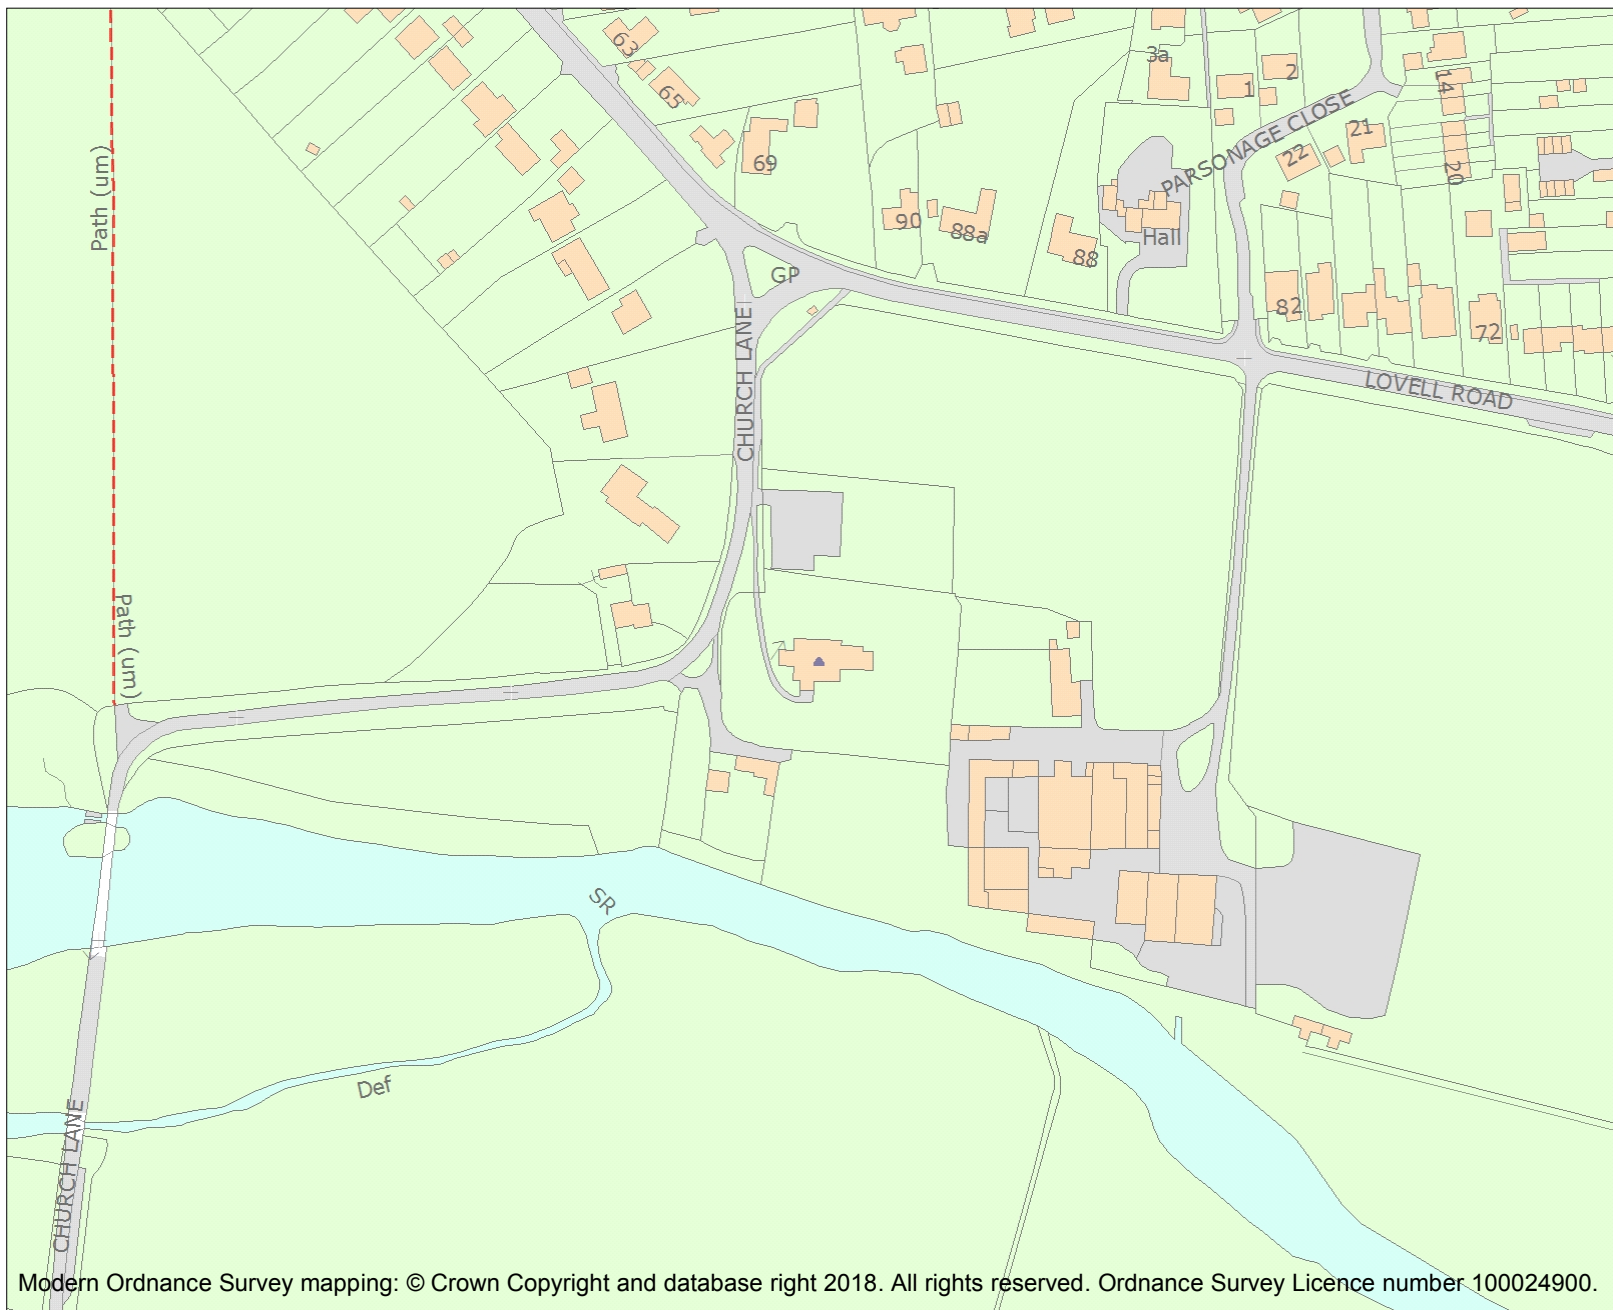 63
65
69
3a
1
2
14
PARSONAGE CLOSE
21
22
20
Path (um)
90
88a
88
Hall
GP
82
72
CHURCH LANE
LOVELL ROAD
Path (um)
SR
Def
CHURCH LANE
Modern Ordnance Survey mapping: © Crown Copyright and database right 2018. All rights reserved. Ordnance Survey Licence number 100024900.